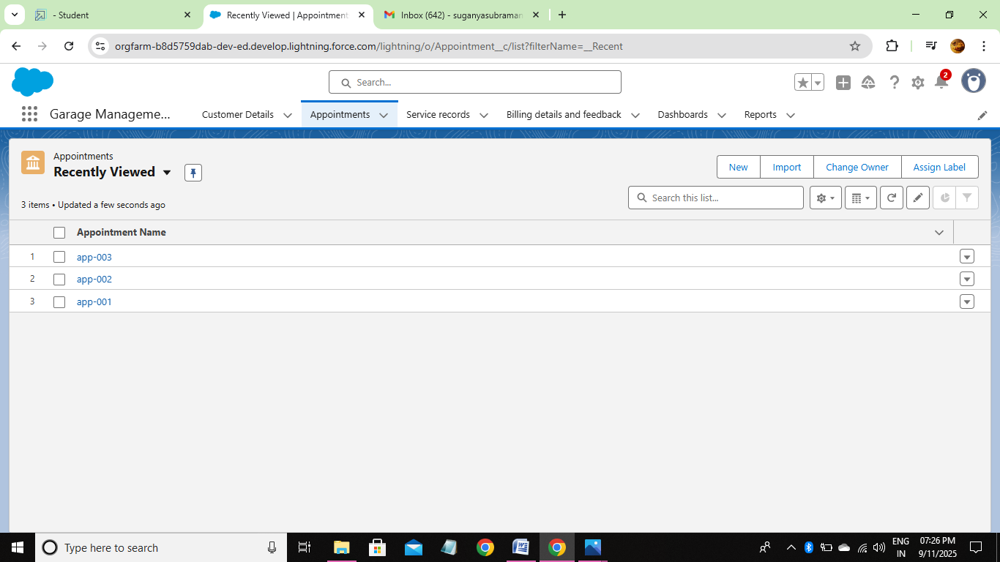 - Student
Recently Viewed | Appointment
Inbox (642) - suganyasubraman
orgfarm-b8d5759dab-dev-ed.develop.lightning.force.com/lightning/o/Appointment__c/list?filterName=__Recent
Search...
2
Garage Manageme...
Customer Details
Appointments
Service records
Billing details and feedback
Dashboards
Reports
Appointments
Recently Viewed
New
Import
Change Owner
Assign Label
3 items • Updated a few seconds ago
Search this list...
Appointment Name
1 app-003
2 app-002
3 app-001
Type here to search
ENG
IN
07:26 PM
9/11/2025